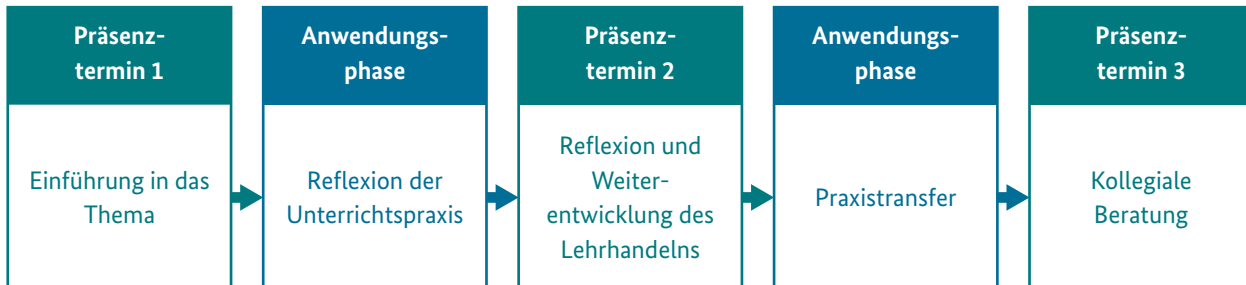 Präsenz-
termin 1
Einführung in das
Thema
Anwendungs-
phase
Reflexion der
Unterrichtspraxis
Präsenz-
termin 2
Reflexion und
Weiter-
entwicklung des
Lehrhandelns
Anwendungs-
phase
Praxistransfer
Präsenz-
termin 3
Kollegiale
Beratung